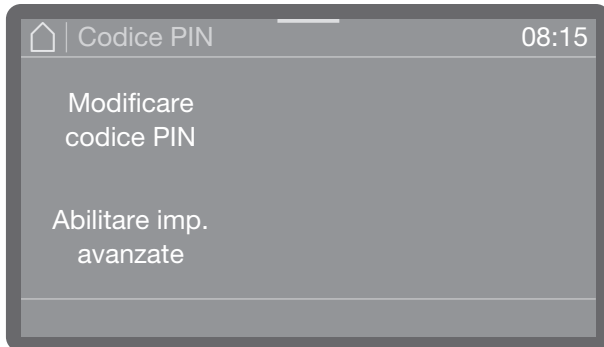 Codice PIN
08:15
Modificare
codice PIN
Abilitare imp.
avanzate